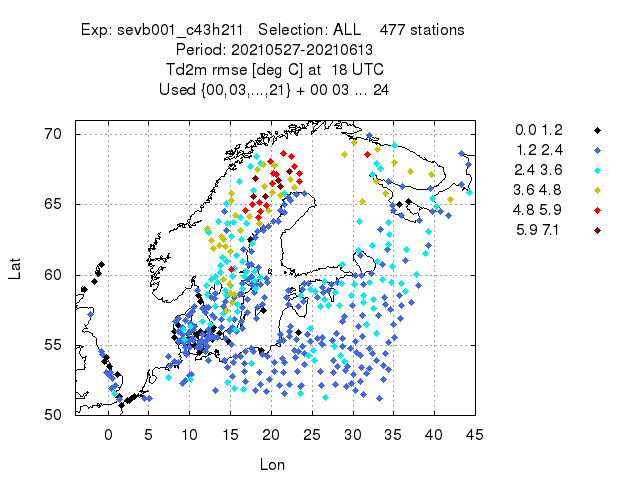 Exp: sevb001_c43h211   Selection: ALL    477 stations
Period: 20210527-20210613
Td2m rmse [deg C] at  18 UTC
Used {00,03,...,21} + 00 03 ... 24
0.0 1.2
1.2 2.4
2.4 3.6
3.6 4.8
4.8 5.9
5.9 7.1
70
65
60
55
50
Lat
0 5 10 15 20 25 30 35 40 45
Lon